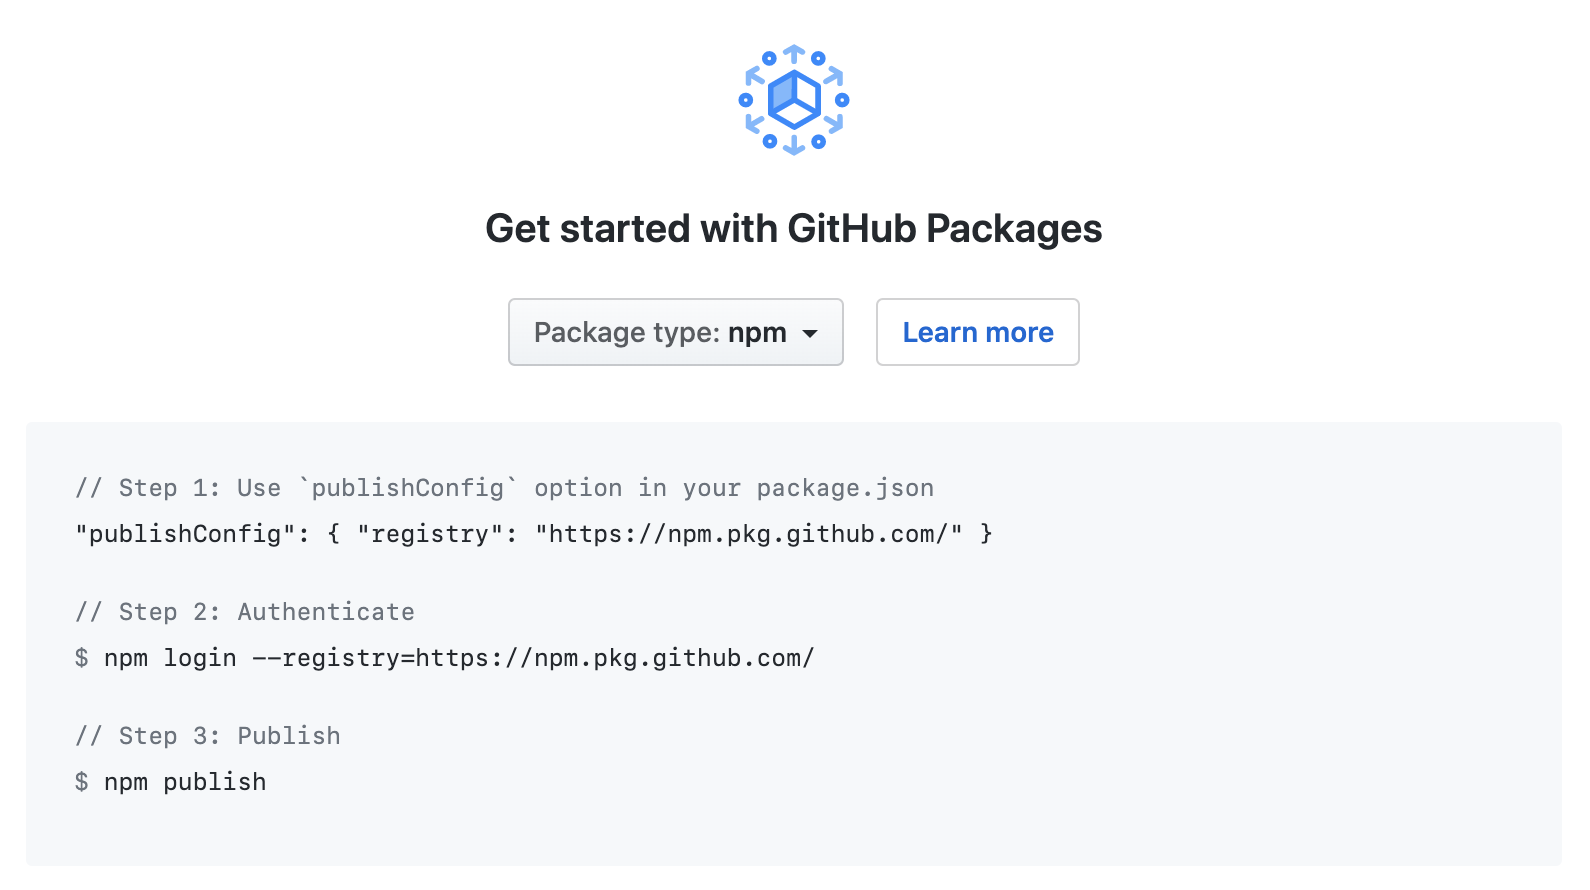 Get started with GitHub Packages
Package type: npm
Learn more
// Step 1: Use `publishConfig` option in your package.json
"publishConfig": { "registry": "https://npm.pkg.github.com/" }
// Step 2: Authenticate
$ npm login --registry=https://npm.pkg.github.com/
// Step 3: Publish
$ npm publish